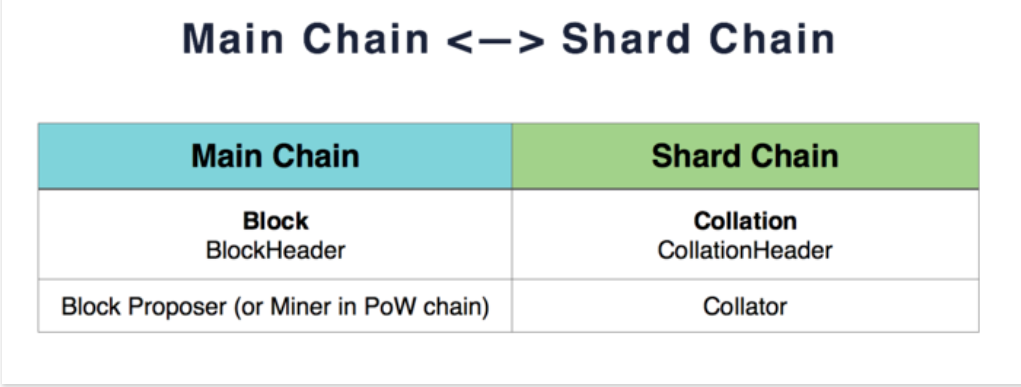 Main Chain <—> Shard Chain
Main Chain
Shard Chain
Block
BlockHeader
Collation
CollationHeader
Block Proposer (or Miner in PoW chain)
Collator